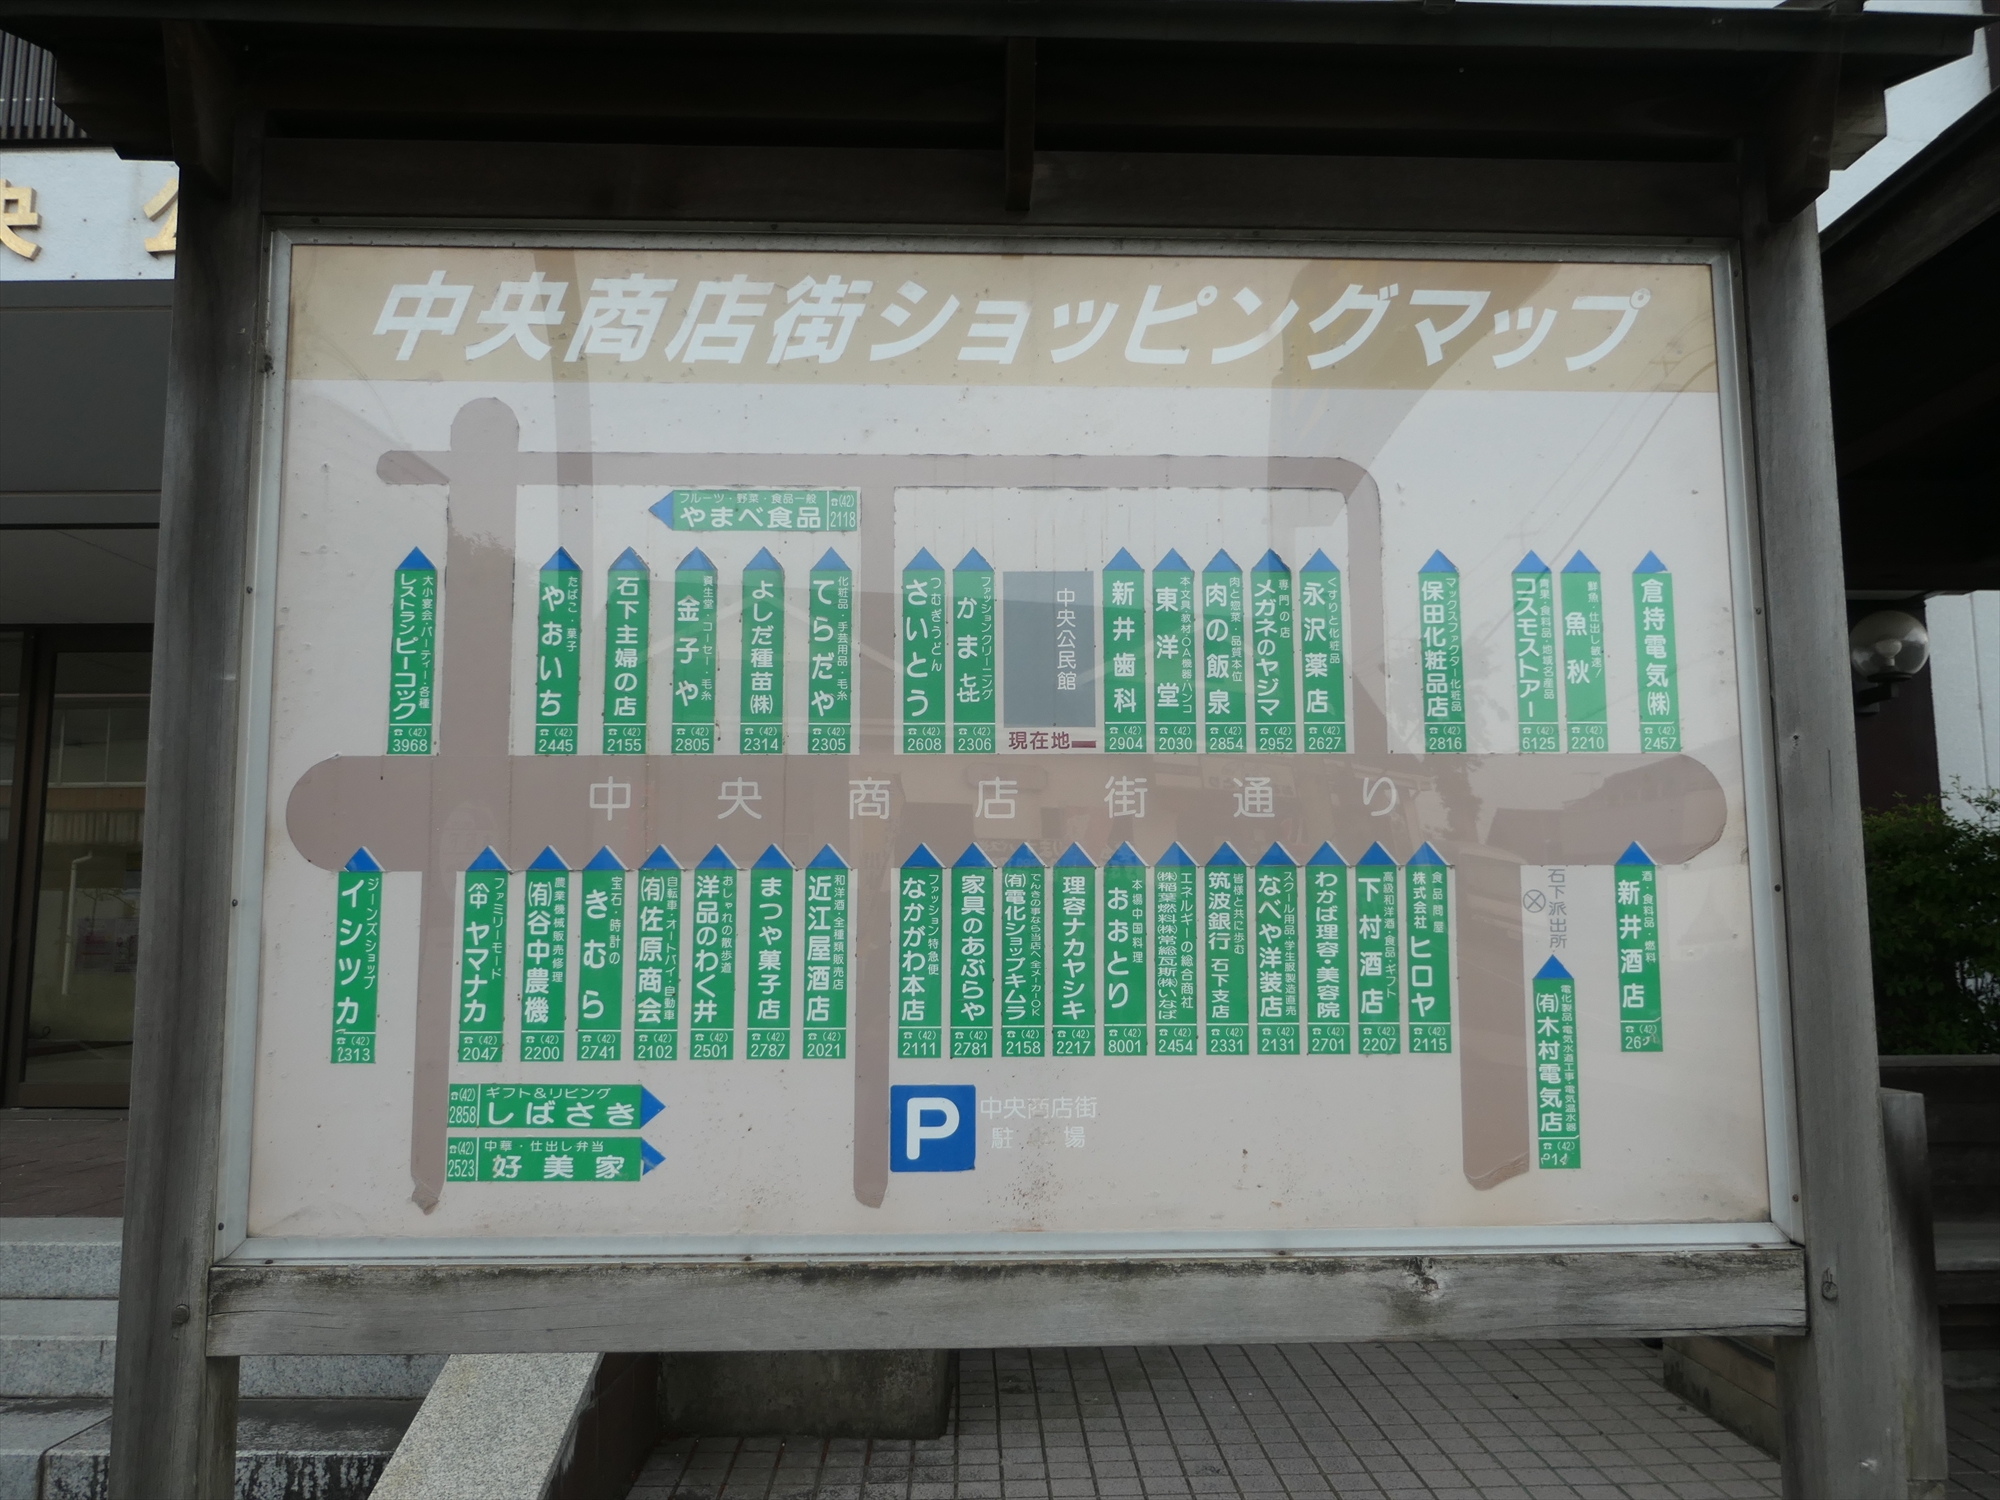 中央商店街ショッピングマップ
フルーツ・野菜・食品一般
やまべ食品
☎(42)
2118
大小宴会・パーティー・各種
レストランピーコック
☎(42)
3968
たばこ・菓子
やおいち
☎(42)
2445
石下主婦の店
☎(42)
2155
資生堂・コーセー・毛糸
金子や
☎(42)
2805
よしだ種苗㈱
☎(42)
2314
化粧品・手芸用品・毛糸
てらだや
☎(42)
2305
つむぎうどん
さいとう
☎(42)
2608
ファッションクリーニング
かま㐂
☎(42)
2306
中央公民館
現在地
新井歯科
☎(42)
2904
本・文具・教材・OA機器・ハンコ
東洋堂
☎(42)
2030
肉と惣菜・品質本位
肉の飯泉
☎(42)
2854
専門の店
メガネのヤジマ
☎(42)
2952
くすりと化粧品
永沢薬店
☎(42)
2627
マックスファクター化粧品
保田化粧品店
☎(42)
2816
青果・食料品・地域名産品
コスモストアー
☎(42)
6125
鮮魚・仕出し敏速!
魚秋
☎(42)
2210
倉持電気㈱
☎(42)
2457
中央商店街通り
ジーンズショップ
イシツカ
☎(42)
2313
ファミリーモード
ヤマナカ
☎(42)
2047
農業機械販売修理
(有)谷中農機
☎(42)
2200
宝石・時計の
きむら
☎(42)
2741
自転車・オートバイ・自動車
(有)佐原商会
☎(42)
2102
おしゃれの散歩道
洋品のわく井
☎(42)
2501
まつや菓子店
☎(42)
2787
和洋酒・全種類販売店
近江屋酒店
☎(42)
2021
ファッション特急便
ながわ本店
☎(42)
2111
家具のあぶらや
☎(42)
2781
でんきの事なら当店へ全メーカーOK
(有)電化ショップキムラ
☎(42)
2158
理容ナカヤシキ
☎(42)
2217
本場中国料理
おおとり
☎(42)
8001
エネルギーの総合商社
㈱稲葉燃料㈱常総瓦斯㈱いなば
☎(42)
2454
皆様と共に歩む
筑波銀行 石下支店
☎(42)
2331
スクール用品・学生服製造直売
なべや洋装店
☎(42)
2131
わかば理容・美容院
☎(42)
2701
高級和洋酒・食品・ギフト
下村酒店
☎(42)
2207
食品問屋
株式会社 ヒロヤ
☎(42)
2115
石下派出所
電化製品・電気水道工事・電気温水器
(有)木村電気店
☎(42)
酒・食料品・燃料
新井酒店
☎(42)
☎(42)
2858
ギフト&リビング
しばさき
☎(42)
2523
中華・仕出し弁当
好美家
P
中央商店街
駐 場
央 公